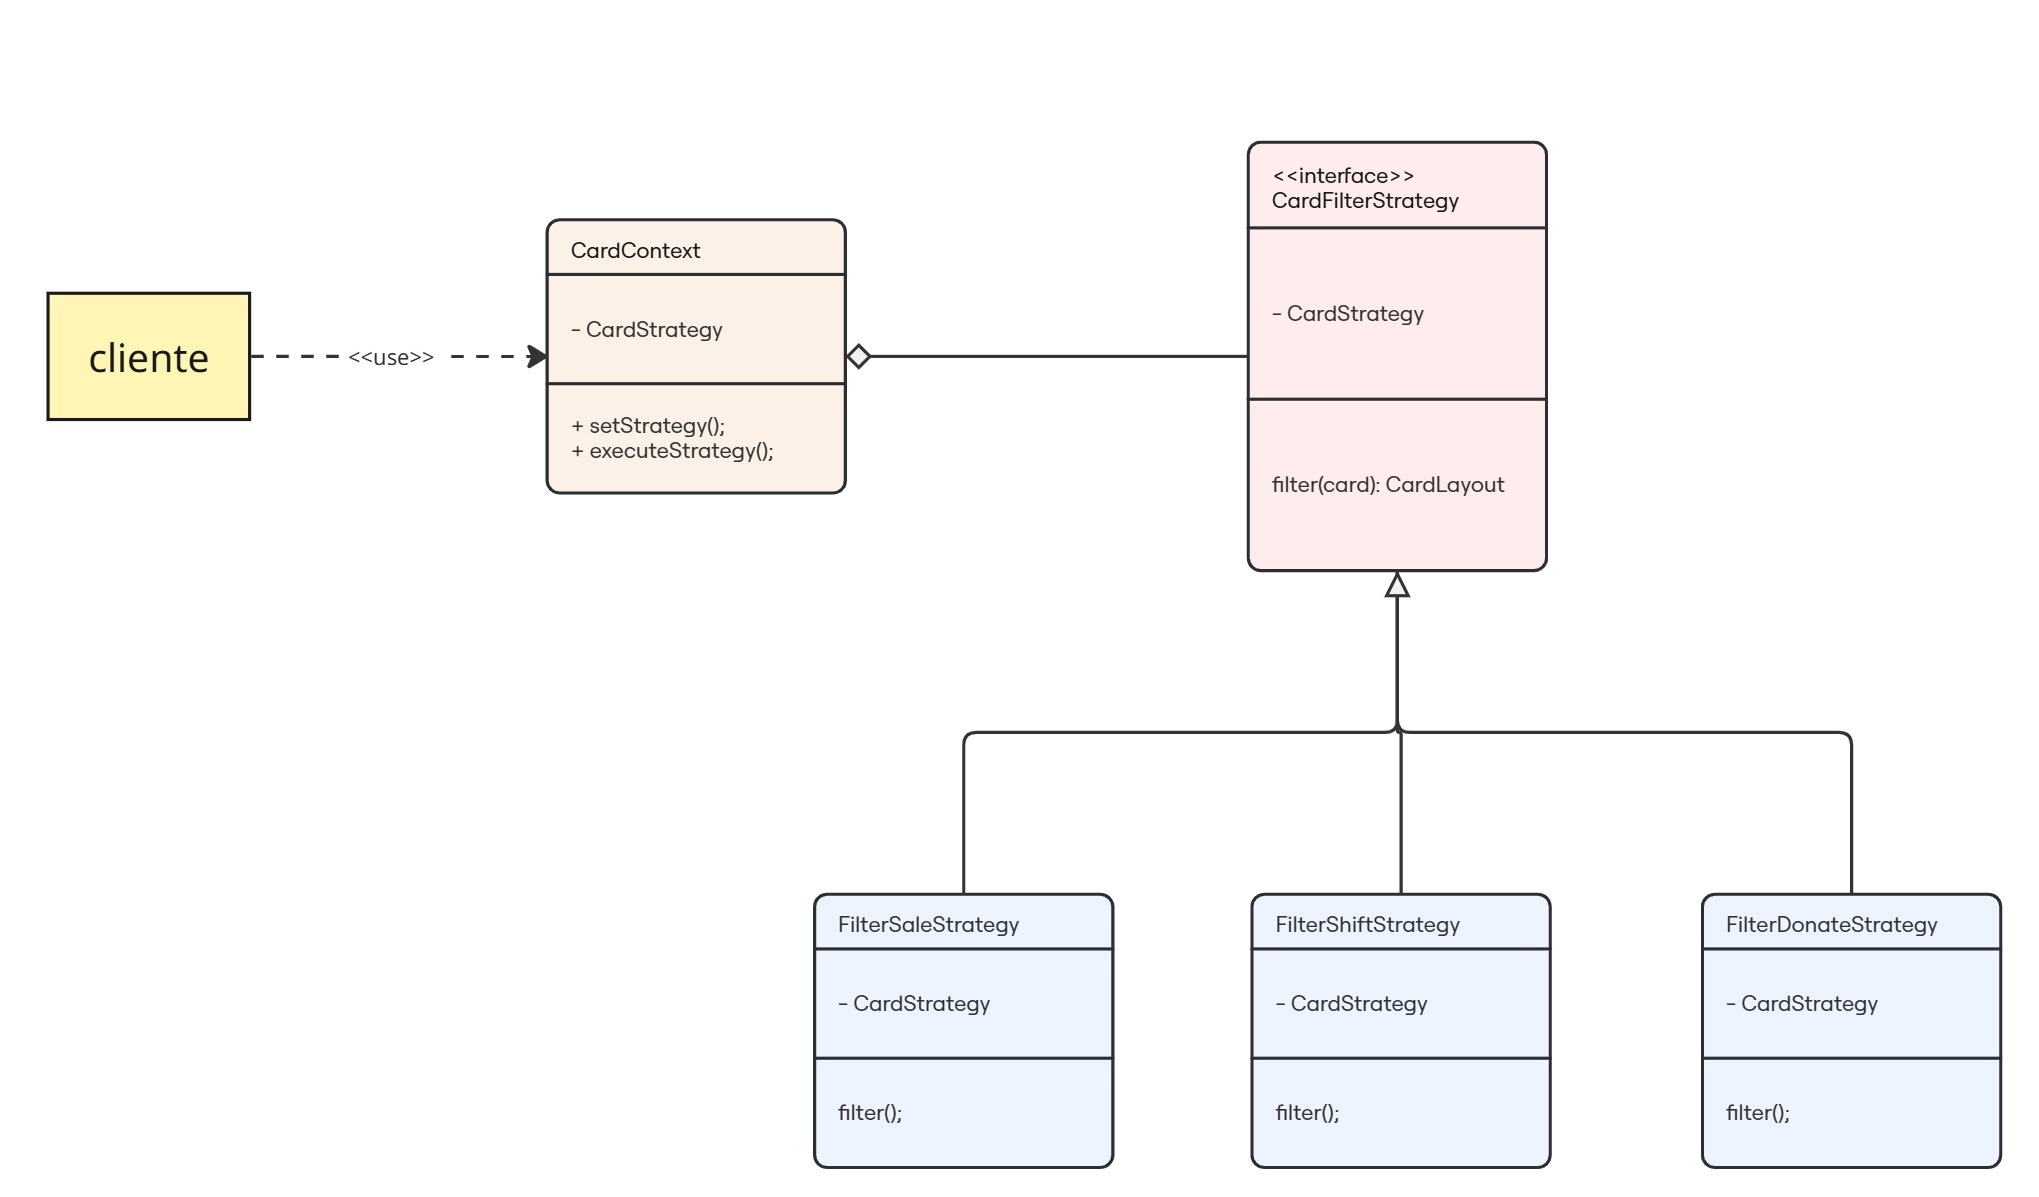 cliente
<<use>>
CardContext
- CardStrategy
+ setStrategy();
+ executeStrategy();
<<interface>>
CardFilterStrategy
- CardStrategy
filter(card): CardLayout
FilterSaleStrategy
- CardStrategy
filter();
FilterShiftStrategy
- CardStrategy
filter();
FilterDonateStrategy
- CardStrategy
filter();